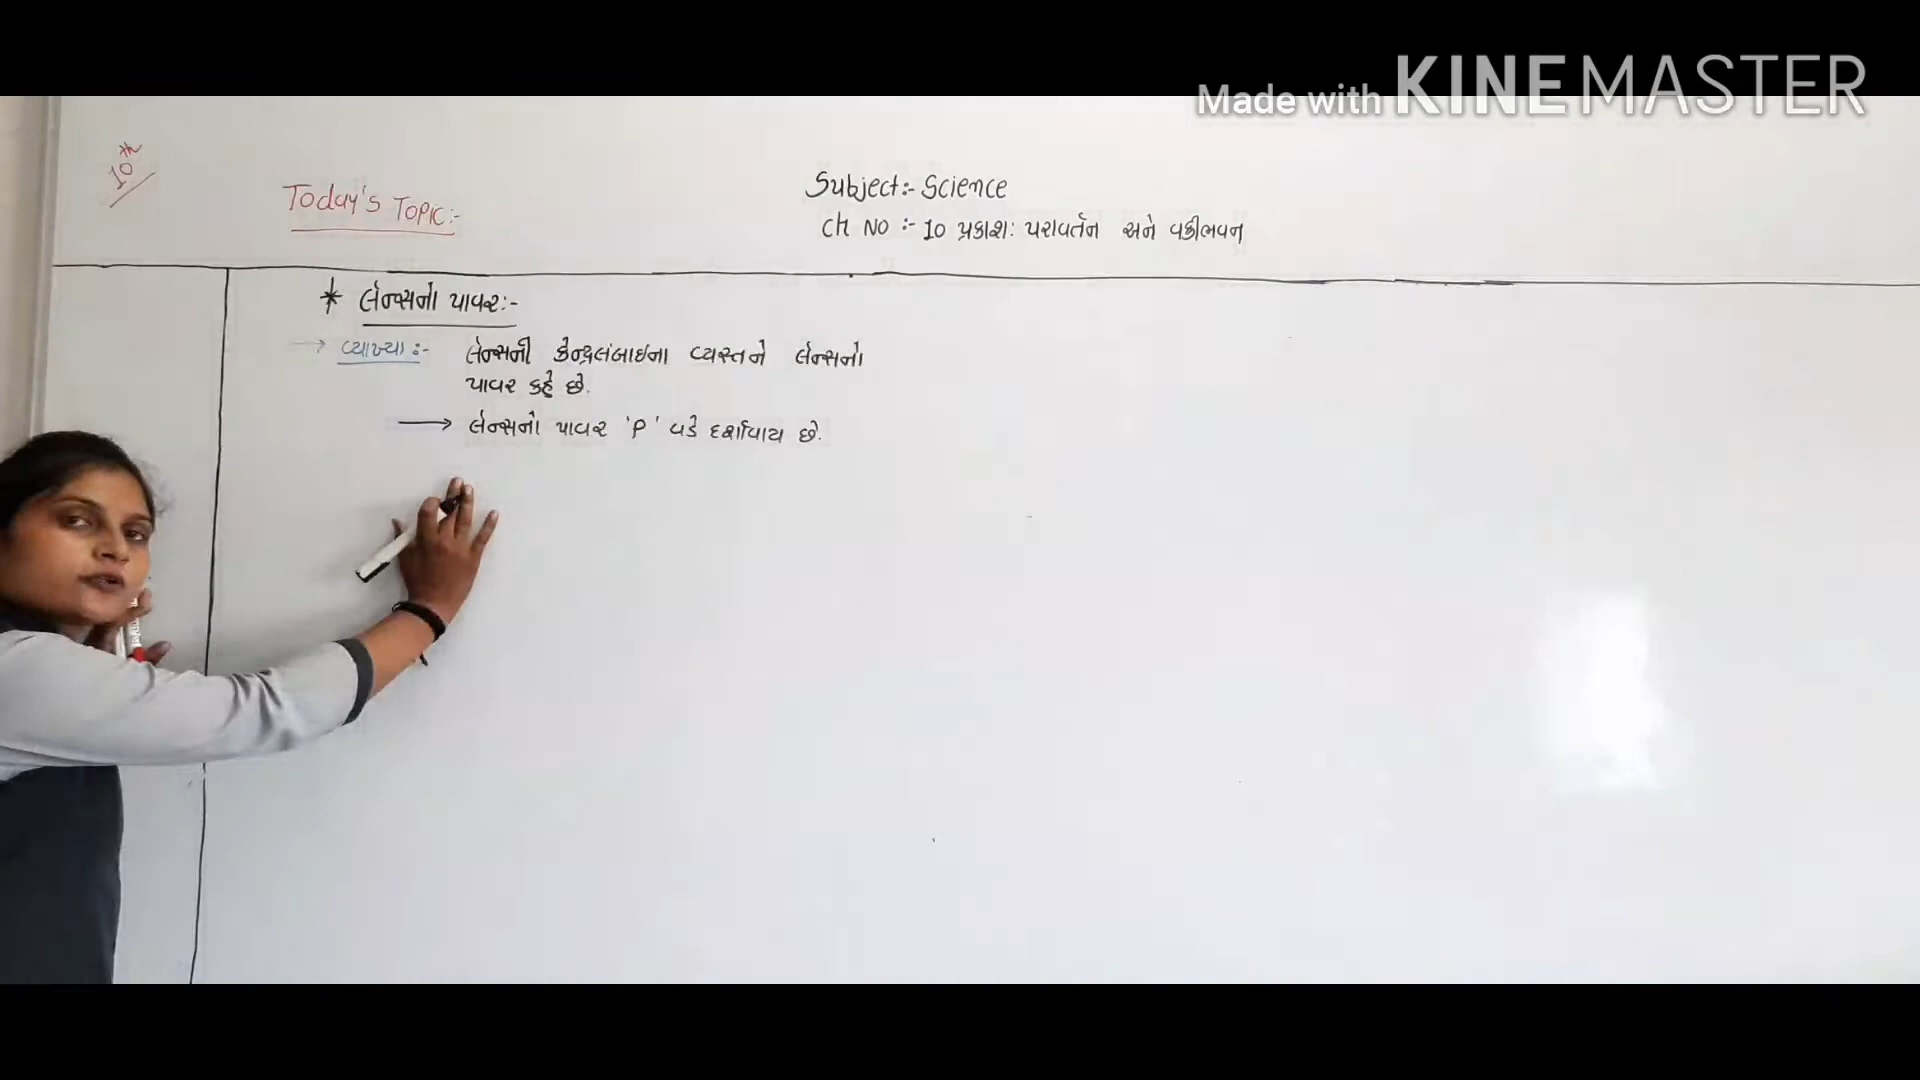 Made with KINEMASTER
10th
Today's Topic:-
Subject:- Science
Ch No :- 10 પ્રકાશ: પરાવર્તન અને વક્રીભવન
* લેન્સનો પાવર:-
→ વ્યાખ્યા :- લેન્સની કેન્દ્રલંબાઇના વ્યસ્તને લેન્સનો
પાવર કહે છે.
→ લેન્સનો પાવર 'P' વડે દર્શાવાય છે.